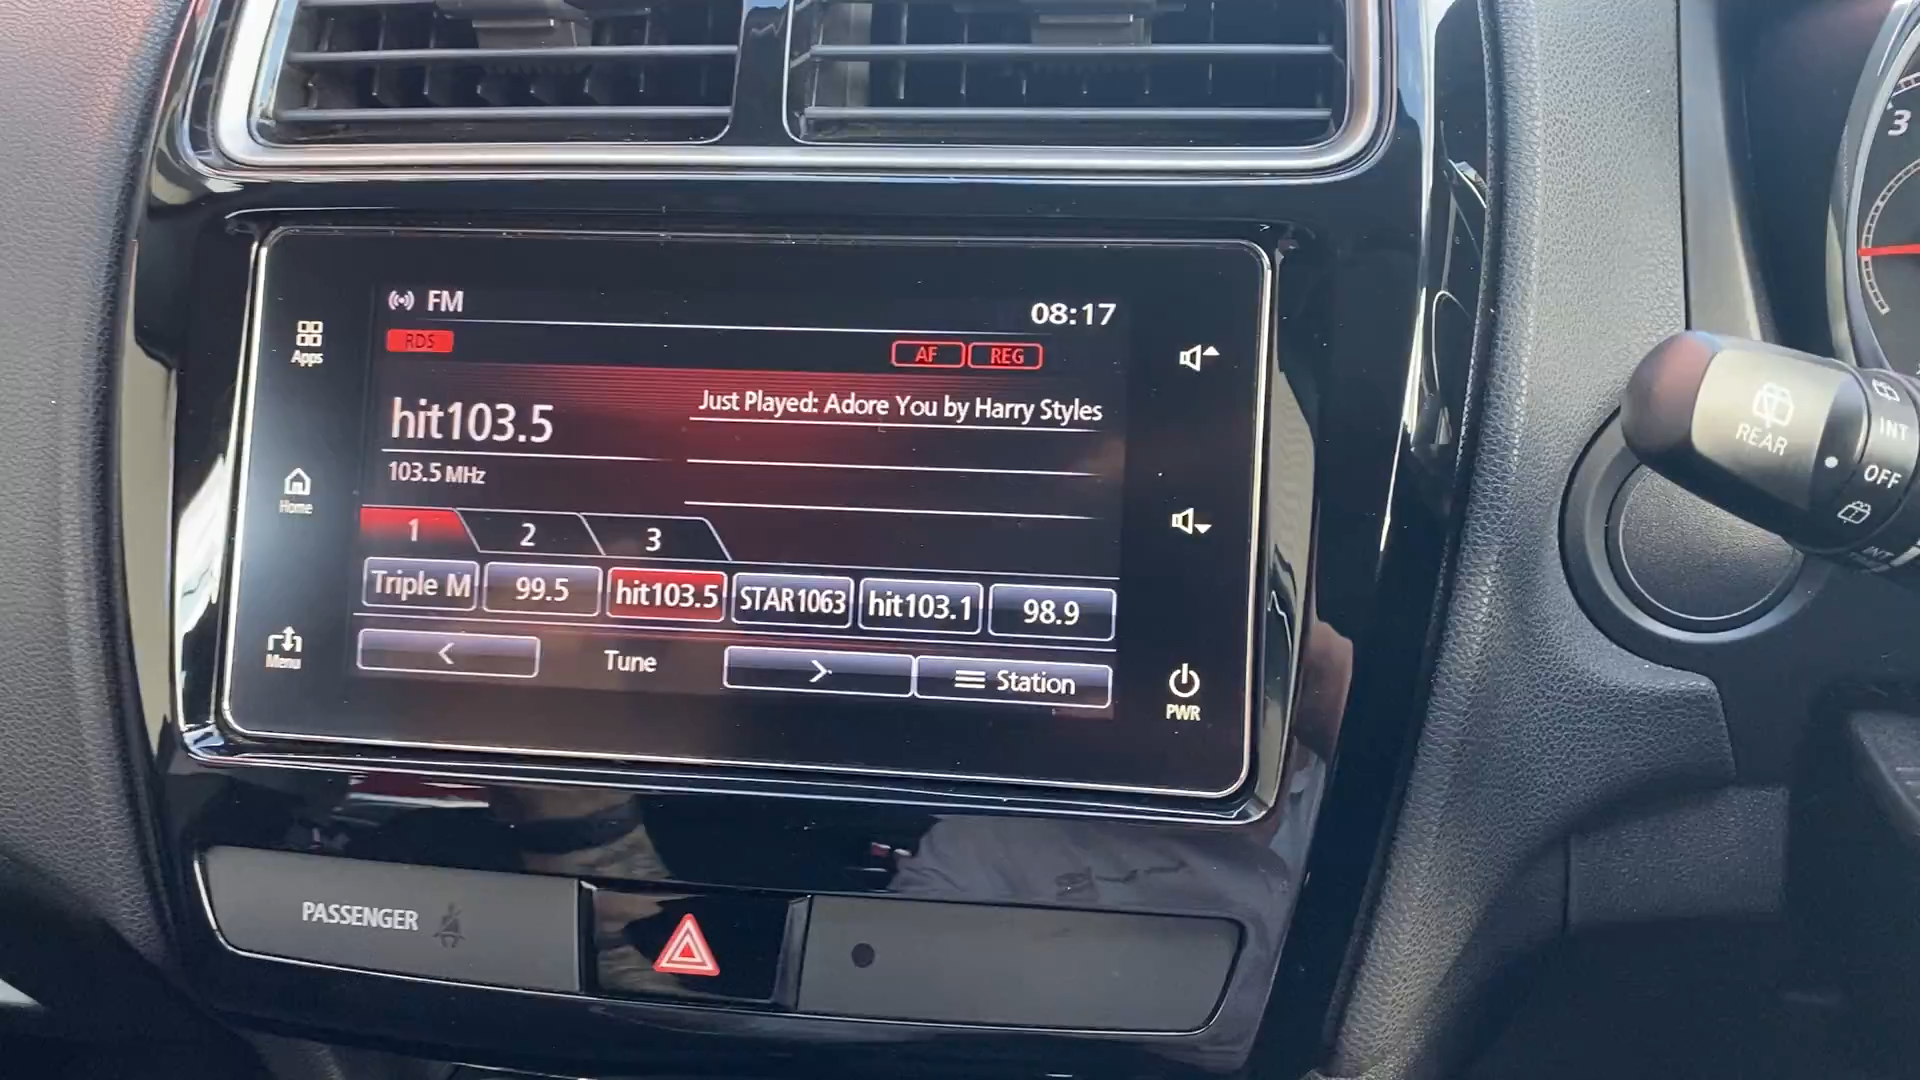 FM
08:17
RDS
AF REG
Just Played: Adore You by Harry Styles
hit103.5
103.5 MHz
1 2 3
Triple M 99.5 hit103.5 STAR1063 hit103.1 98.9
< Tune > Station
Apps
Home
Menu
PWR
PASSENGER
REAR
INT
OFF
INT
3